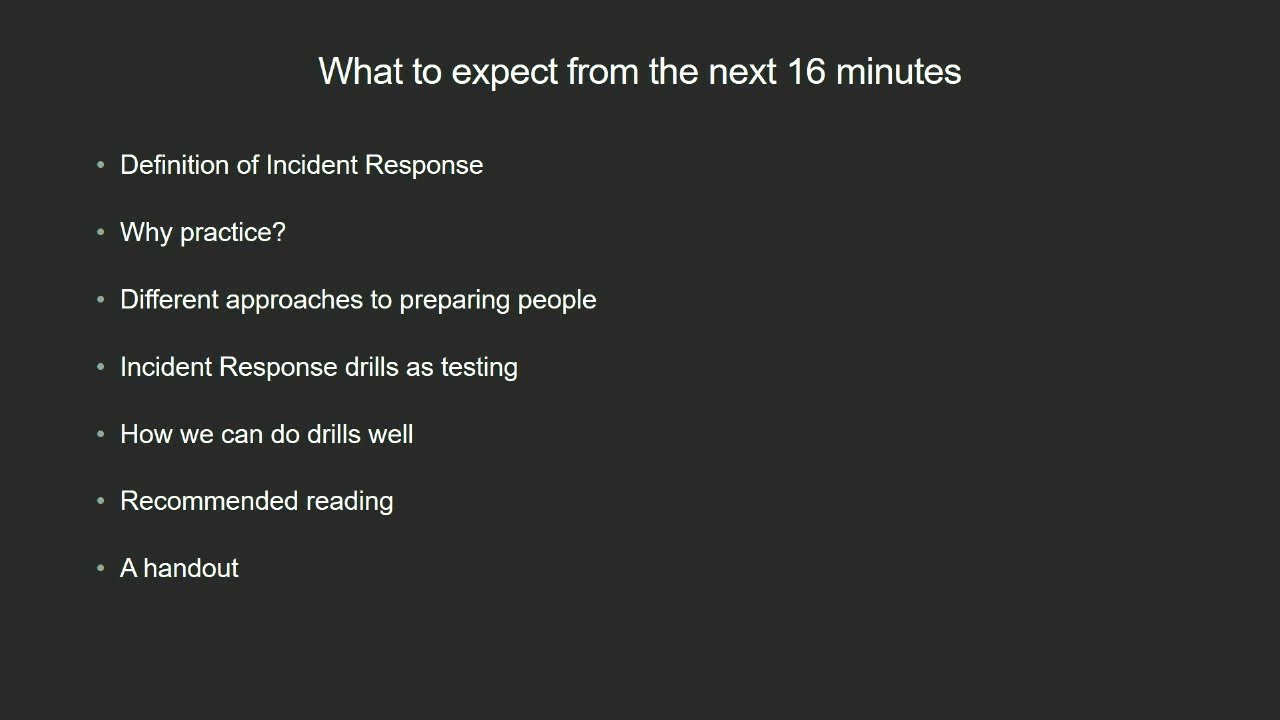 What to expect from the next 16 minutes
• Definition of Incident Response
• Why practice?
• Different approaches to preparing people
• Incident Response drills as testing
• How we can do drills well
• Recommended reading
• A handout